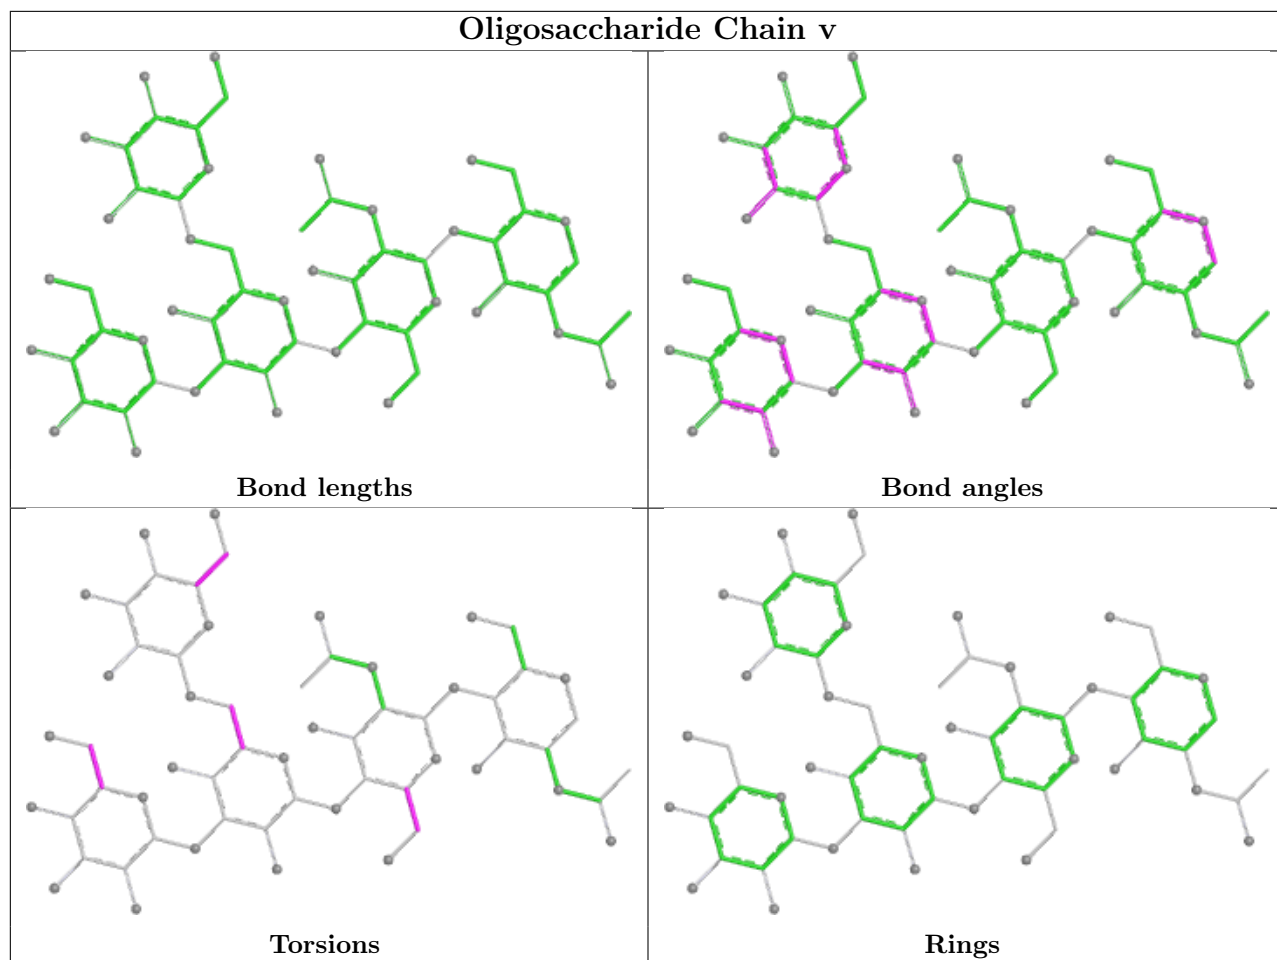 Oligosaccharide Chain v
Bond lengths
Bond angles
Torsions
Rings